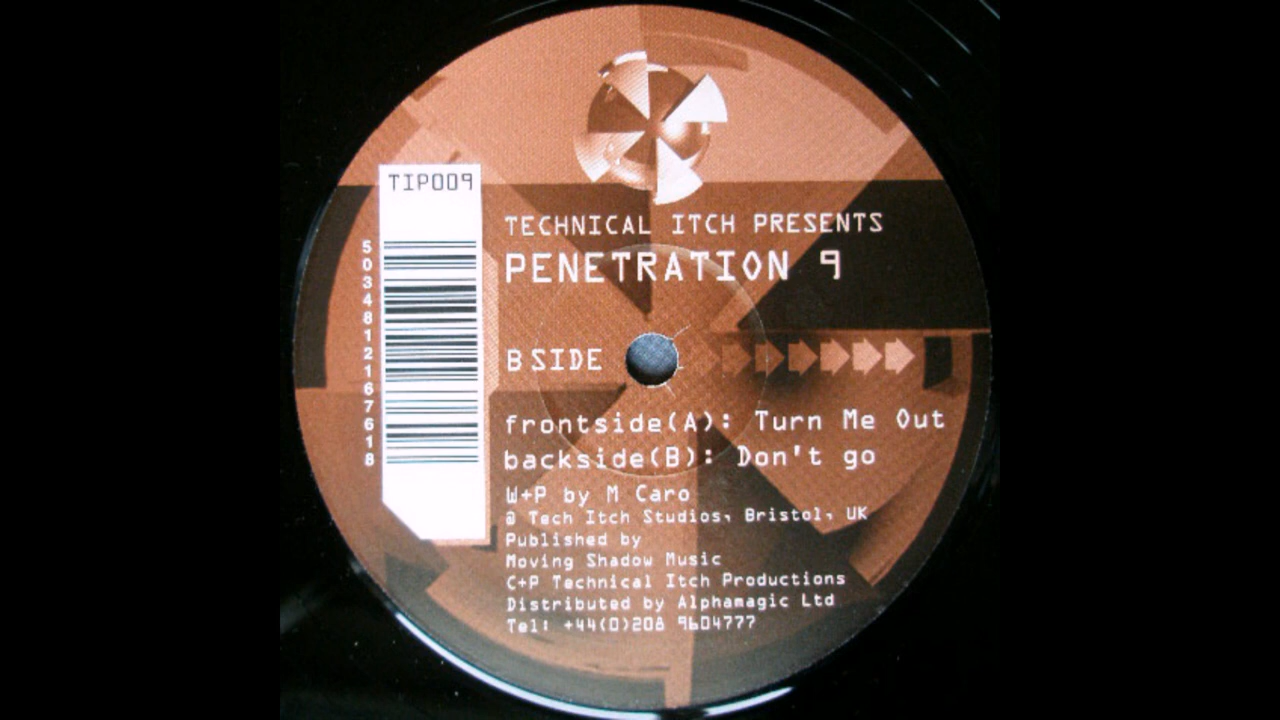 TIP009
5034812167618
TECHNICAL ITCH PRESENTS
PENETRATION 9
B SIDE
frontside(A): Turn Me Out
backside(B): Don't go
W+P by M Caro
@ Tech Itch Studios, Bristol, UK
Published by
Moving Shadow Music
C+P Technical Itch Productions
Distributed by Alphamagic Ltd
Tel: +44(0)208 9604777